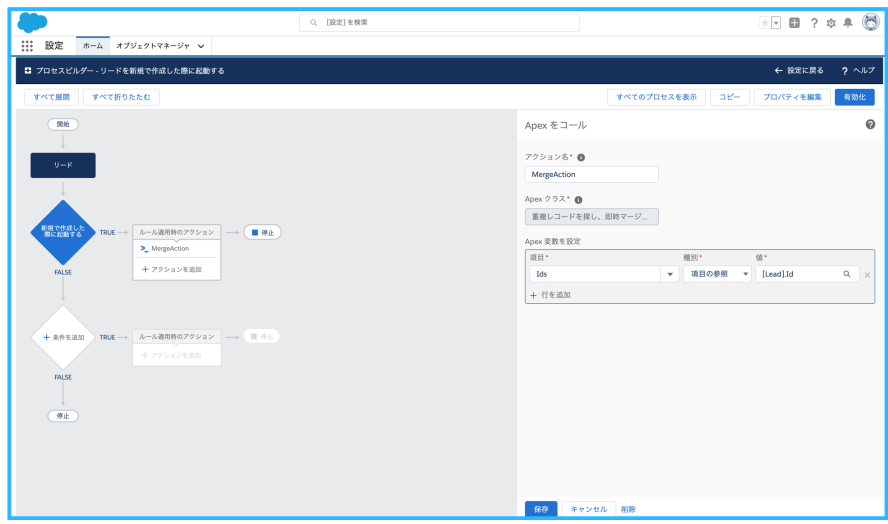 [設定] を検索
設定 ホーム オブジェクトマネージャ
プロセスビルダー - リードを新規で作成した際に起動する ← 設定に戻る ? ヘルプ
すべて展開 すべて折りたたむ すべてのプロセスを表示 コピー プロパティを編集 有効化
開始
リード
新規で作成した
際に起動する
TRUE
ルール適用時のアクション
停止
MergeAction
+ アクションを追加
FALSE
+ 条件を追加
TRUE
ルール適用時のアクション
停止
+ アクションを追加
FALSE
停止
Apex をコール
アクション名*
MergeAction
Apex クラス*
重複レコードを探し、即時マージ...
Apex 変数を設定
項目* 種別* 値*
Ids 項目の参照 [Lead].Id
+ 行を追加
保存 キャンセル 削除